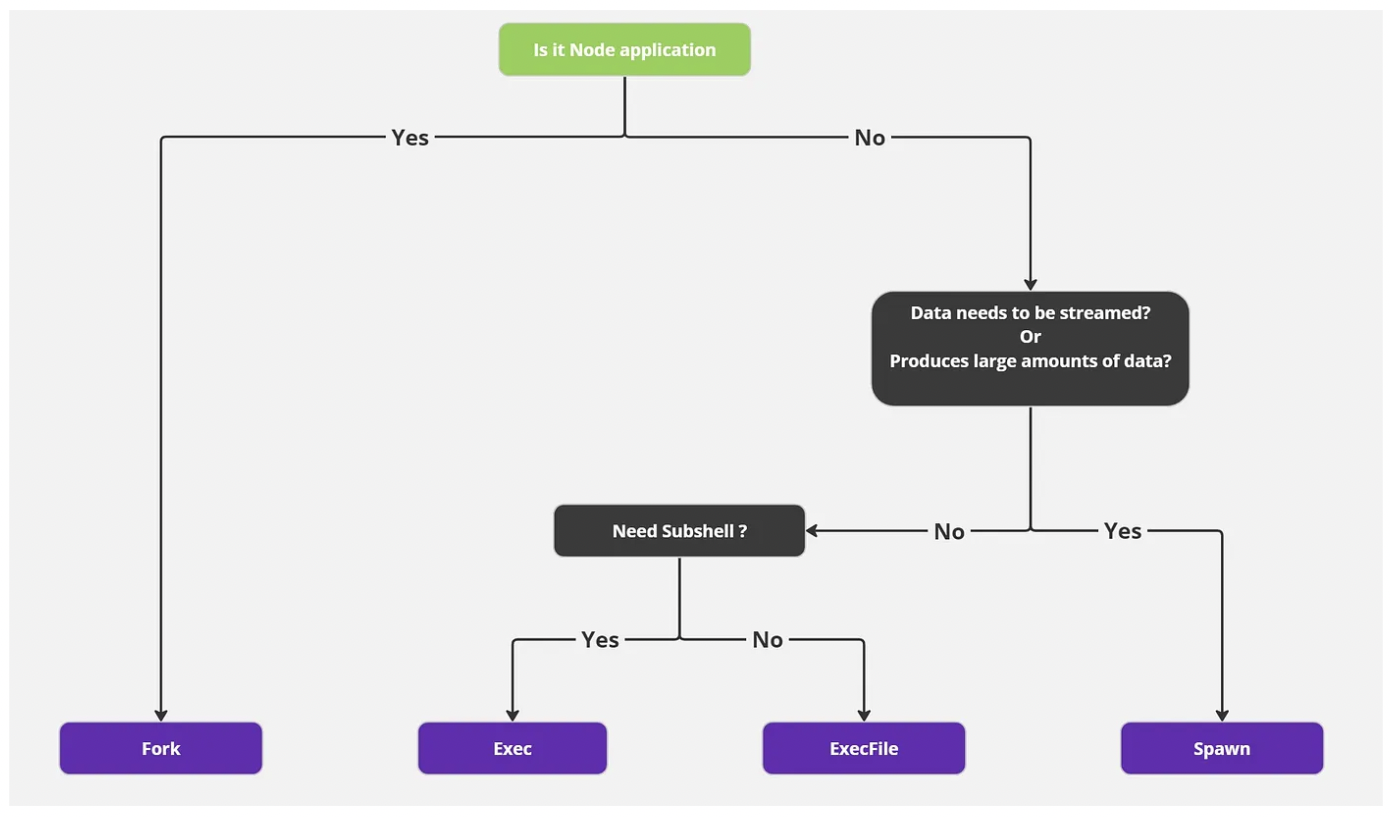 Is it Node application
Yes
No
Data needs to be streamed?
Or
Produces large amounts of data?
Need Subshell ?
No
Yes
Yes
No
Fork
Exec
ExecFile
Spawn